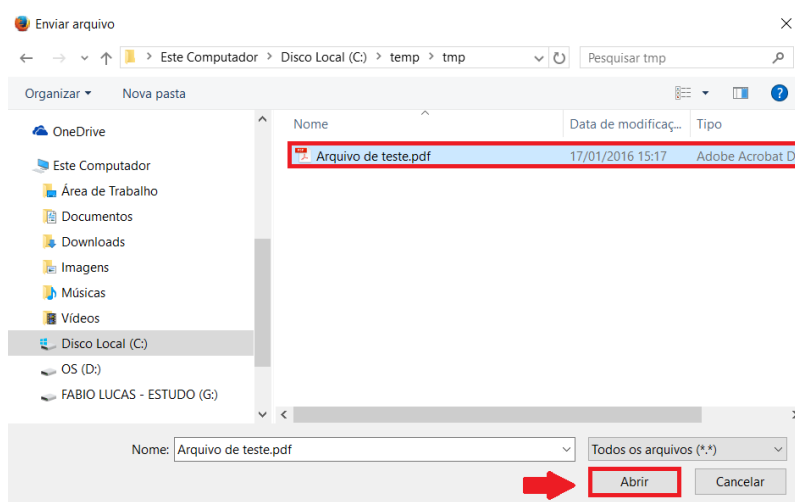 Enviar arquivo
Este Computador > Disco Local (C:) > temp > tmp
Pesquisar tmp
Organizar
Nova pasta
?
Nome
Data de modificaç...
Tipo
OneDrive
Este Computador
Área de Trabalho
Documentos
Downloads
Imagens
Músicas
Vídeos
Disco Local (C:)
OS (D:)
FABIO LUCAS - ESTUDO (G:)
Arquivo de teste.pdf
17/01/2016 15:17
Adobe Acrobat D
Nome:
Arquivo de teste.pdf
Todos os arquivos (*.*)
Abrir
Cancelar